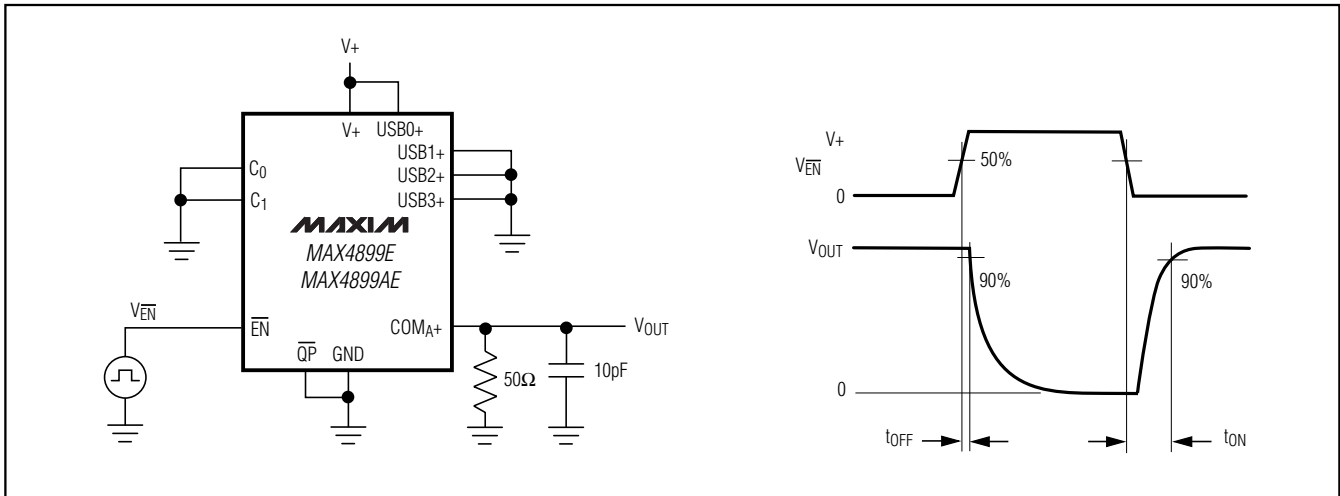 V+
V+ USB0+
USB1+
USB2+
USB3+
C0
C1
MAXIM
MAX4899E
MAX4899AE
VEN
EN
COMA+
VOUT
QP GND
50Ω
10pF
V+
VEN
50%
0
VOUT
90%
90%
0
tOFF
tON